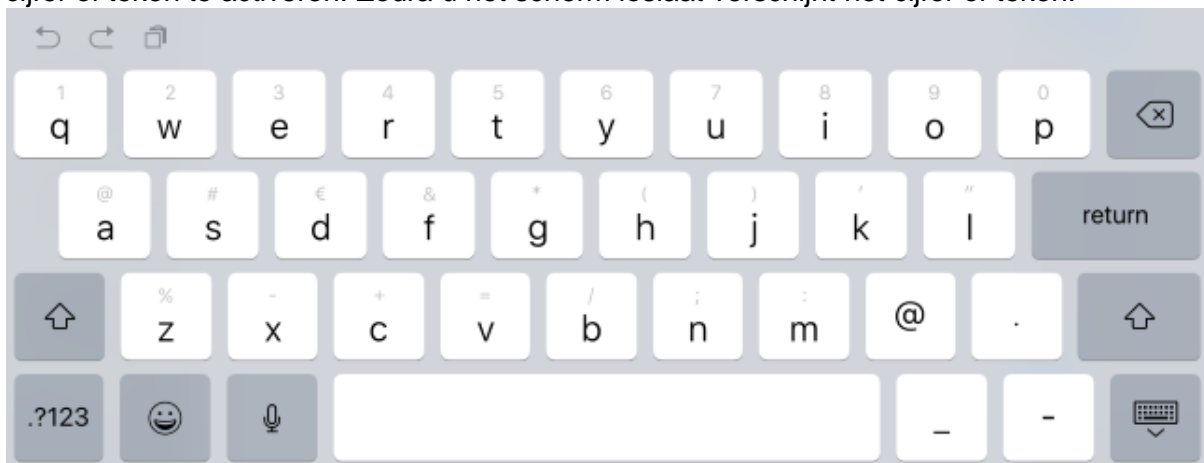 cijfer of teken te activeren. Zodra u het scherm loslaat verschijnt het cijfer of teken.
1 2 3 4 5 6 7 8 9 0
q w e r t y u i o p
@ # € & * ( ) ' "
a s d f g h j k l return
% - + = / ; :
z x c v b n m @ .
.?123 _ -